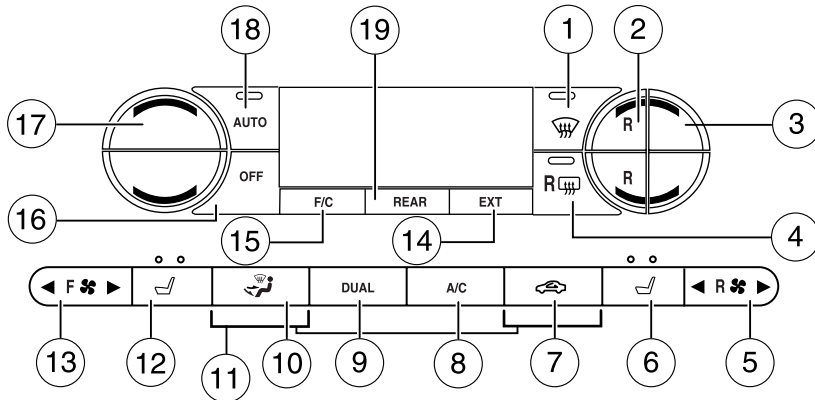 18 19 1 2
17 AUTO R 3
OFF R R
16 F/C REAR EXT 4
15 14
F DUAL A/C R
13 12 11 10 9 8 7 6 5